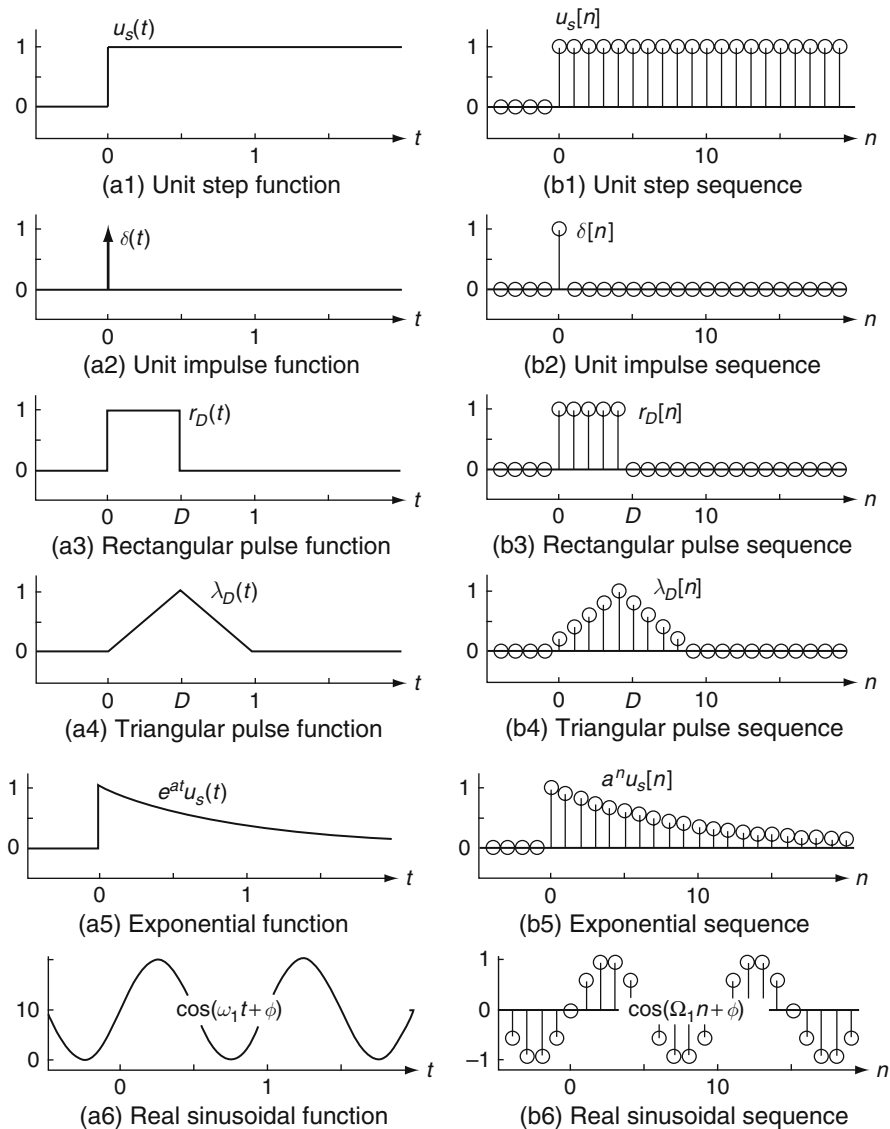 u_s(t)
1
0
0
1
t
(a1) Unit step function
u_s[n]
1
0
0
10
n
(b1) Unit step sequence
δ(t)
1
0
0
1
t
(a2) Unit impulse function
δ[n]
1
0
0
10
n
(b2) Unit impulse sequence
r_D(t)
1
0
0
D
1
t
(a3) Rectangular pulse function
r_D[n]
1
0
0
D
10
n
(b3) Rectangular pulse sequence
λ_D(t)
1
0
0
D
1
t
(a4) Triangular pulse function
λ_D[n]
1
0
0
D
10
n
(b4) Triangular pulse sequence
e^{at}u_s(t)
1
0
0
1
t
(a5) Exponential function
a^n u_s[n]
1
0
0
10
n
(b5) Exponential sequence
cos(ω_1 t+φ)
10
0
0
1
t
(a6) Real sinusoidal function
1
cos(Ω_1 n+φ)
0
−1
0
10
n
(b6) Real sinusoidal sequence